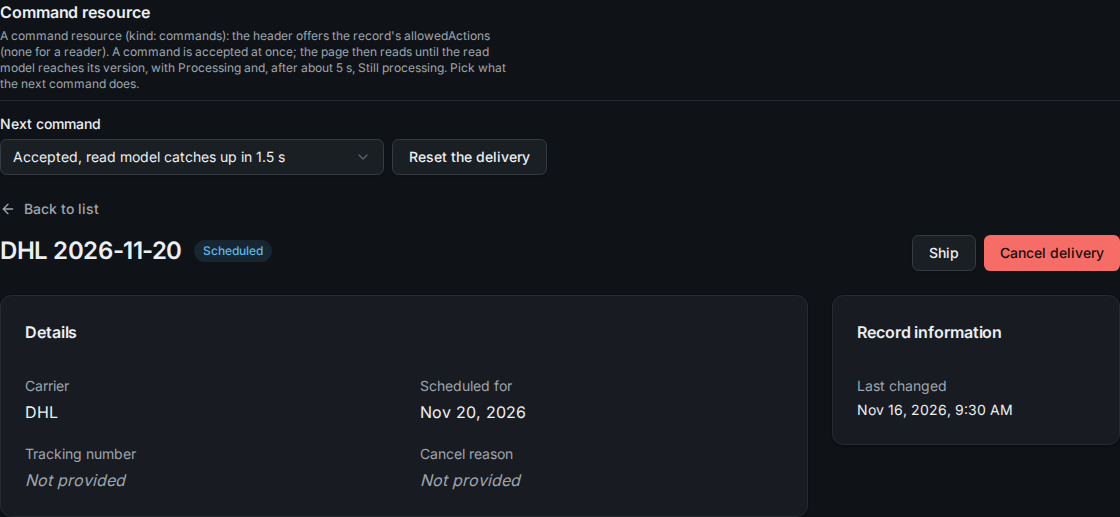 Command resource
A command resource (kind: commands): the header offers the record's allowedActions
(none for a reader). A command is accepted at once; the page then reads until the read
model reaches its version, with Processing and, after about 5 s, Still processing. Pick what
the next command does.
Next command
Accepted, read model catches up in 1.5 s
Reset the delivery
Back to list
DHL 2026-11-20
Scheduled
Ship
Cancel delivery
Details
Carrier
DHL
Scheduled for
Nov 20, 2026
Tracking number
Not provided
Cancel reason
Not provided
Record information
Last changed
Nov 16, 2026, 9:30 AM